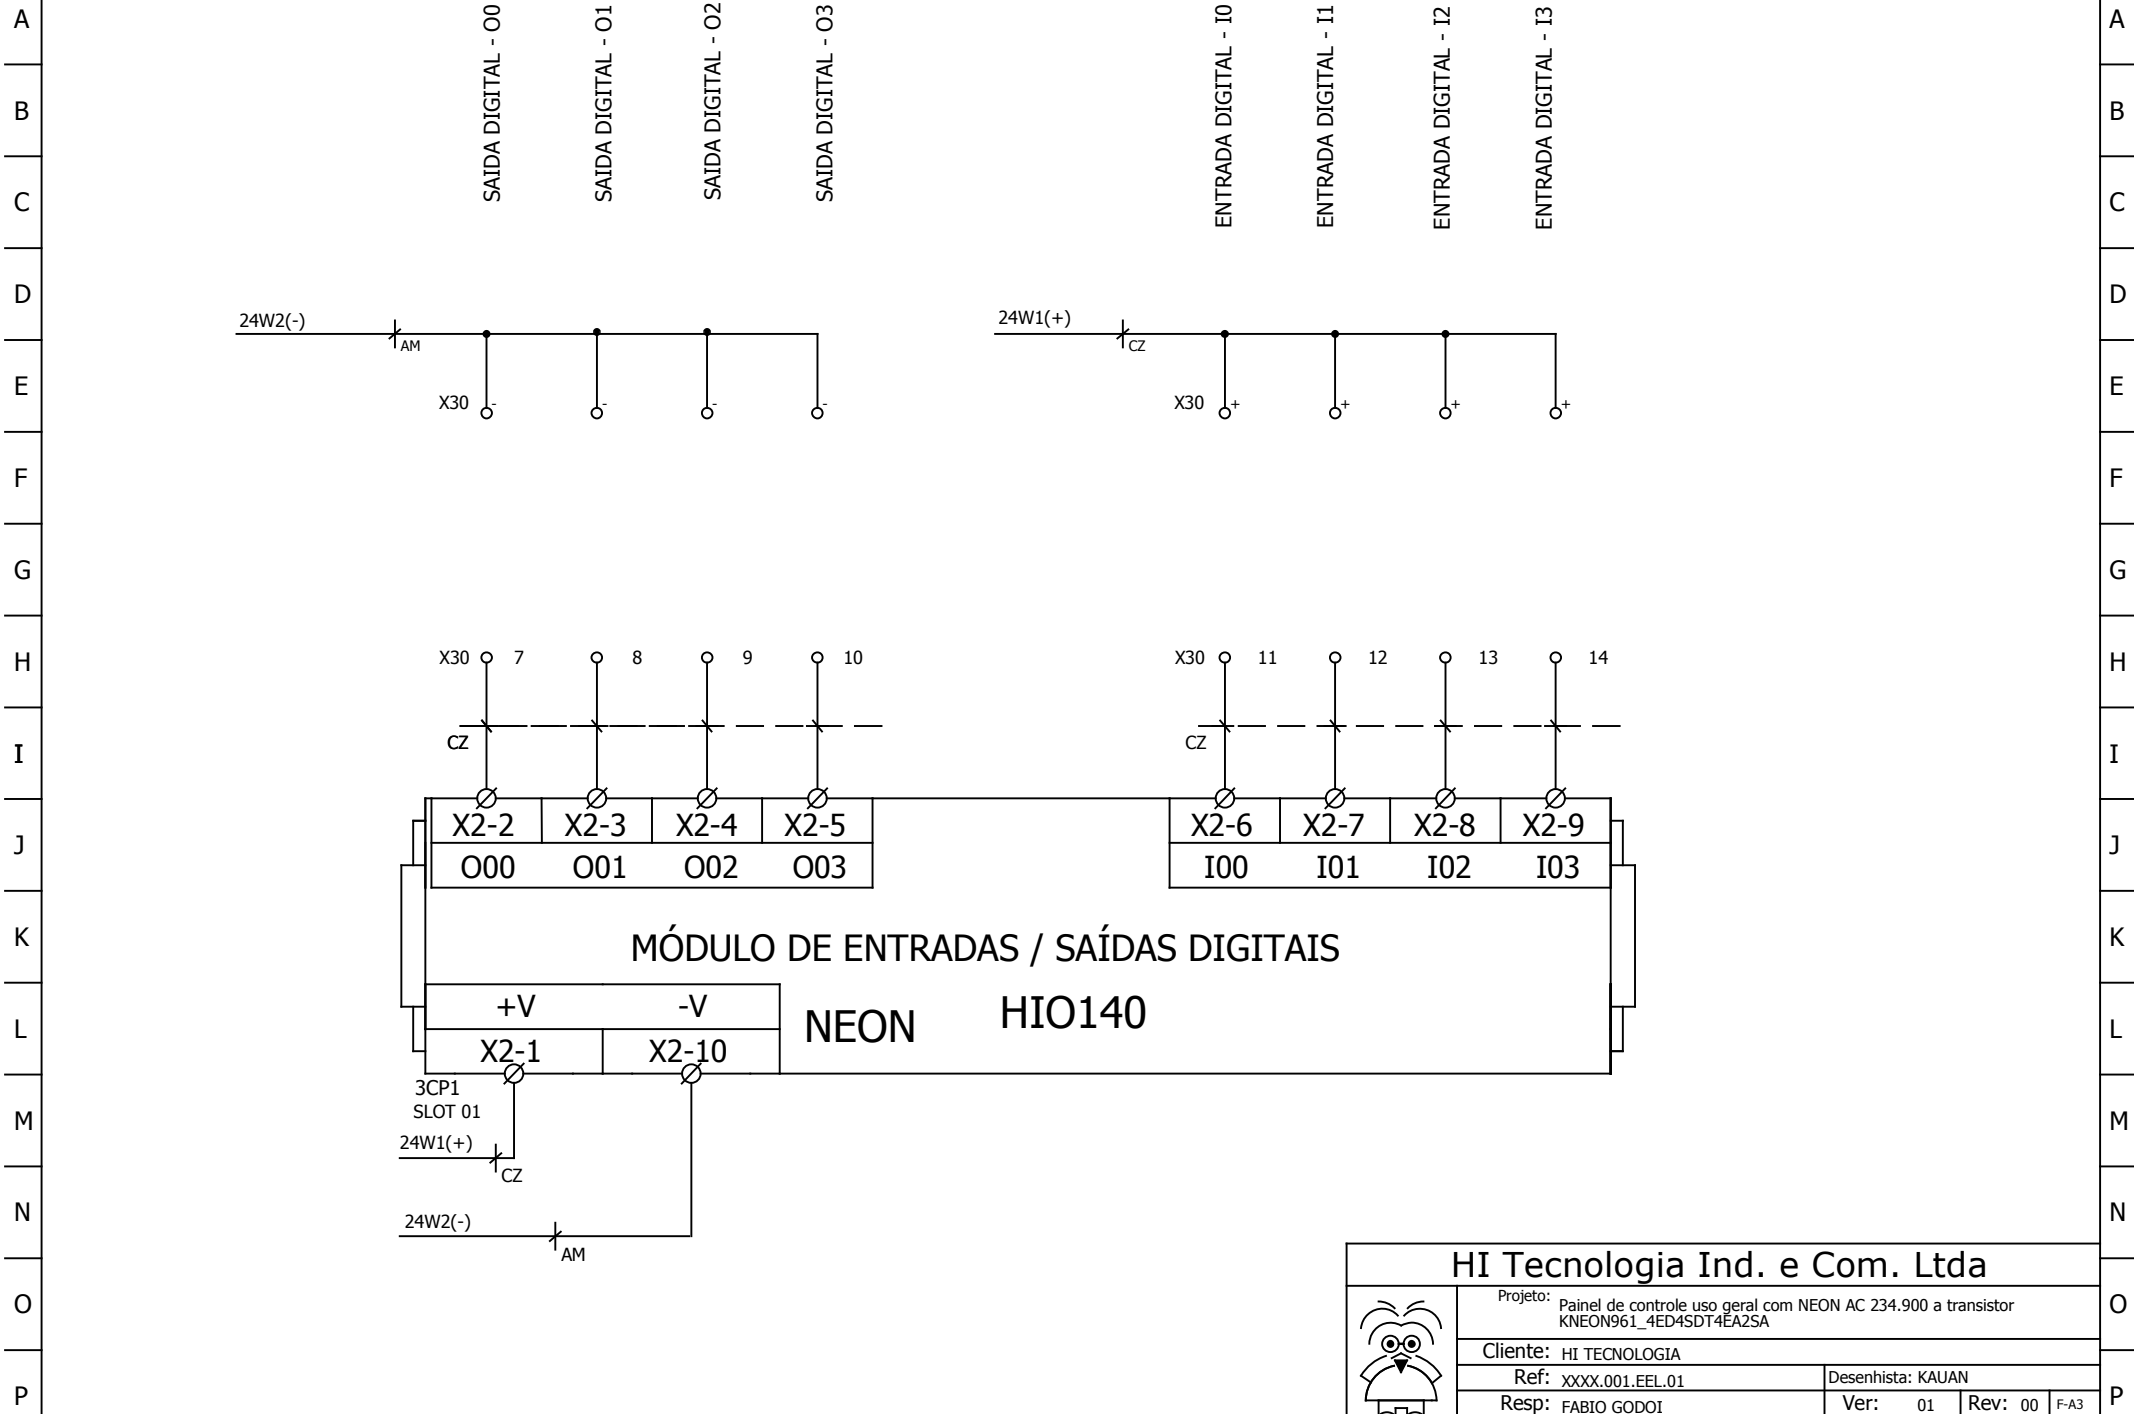 A
SAIDA DIGITAL - O0
SAIDA DIGITAL - O1
SAIDA DIGITAL - O2
SAIDA DIGITAL - O3
ENTRADA DIGITAL - I0
ENTRADA DIGITAL - I1
ENTRADA DIGITAL - I2
ENTRADA DIGITAL - I3
A
B
B
C
C
D
D
24W2(-)
AM
24W1(+)
CZ
E
X30 - - - -
X30 + + + +
E
F
F
G
G
H
X30 7 8 9 10
X30 11 12 13 14
H
I
CZ
CZ
I
J
X2-2 X2-3 X2-4 X2-5
O00 O01 O02 O03
X2-6 X2-7 X2-8 X2-9
I00 I01 I02 I03
J
K
MÓDULO DE ENTRADAS / SAÍDAS DIGITAIS
K
L
+V -V
X2-1 X2-10
NEON HIO140
L
M
3CP1
SLOT 01
24W1(+)
CZ
M
N
24W2(-)
AM
N
O
HI Tecnologia Ind. e Com. Ltda
Projeto: Painel de controle uso geral com NEON AC 234.900 a transistor
KNEON961_4ED4SDT4EA2SA
O
Cliente: HI TECNOLOGIA
Ref: XXXX.001.EEL.01 Desenhista: KAUAN
Resp: FABIO GODOI Ver: 01 Rev: 00 F-A3
P
P